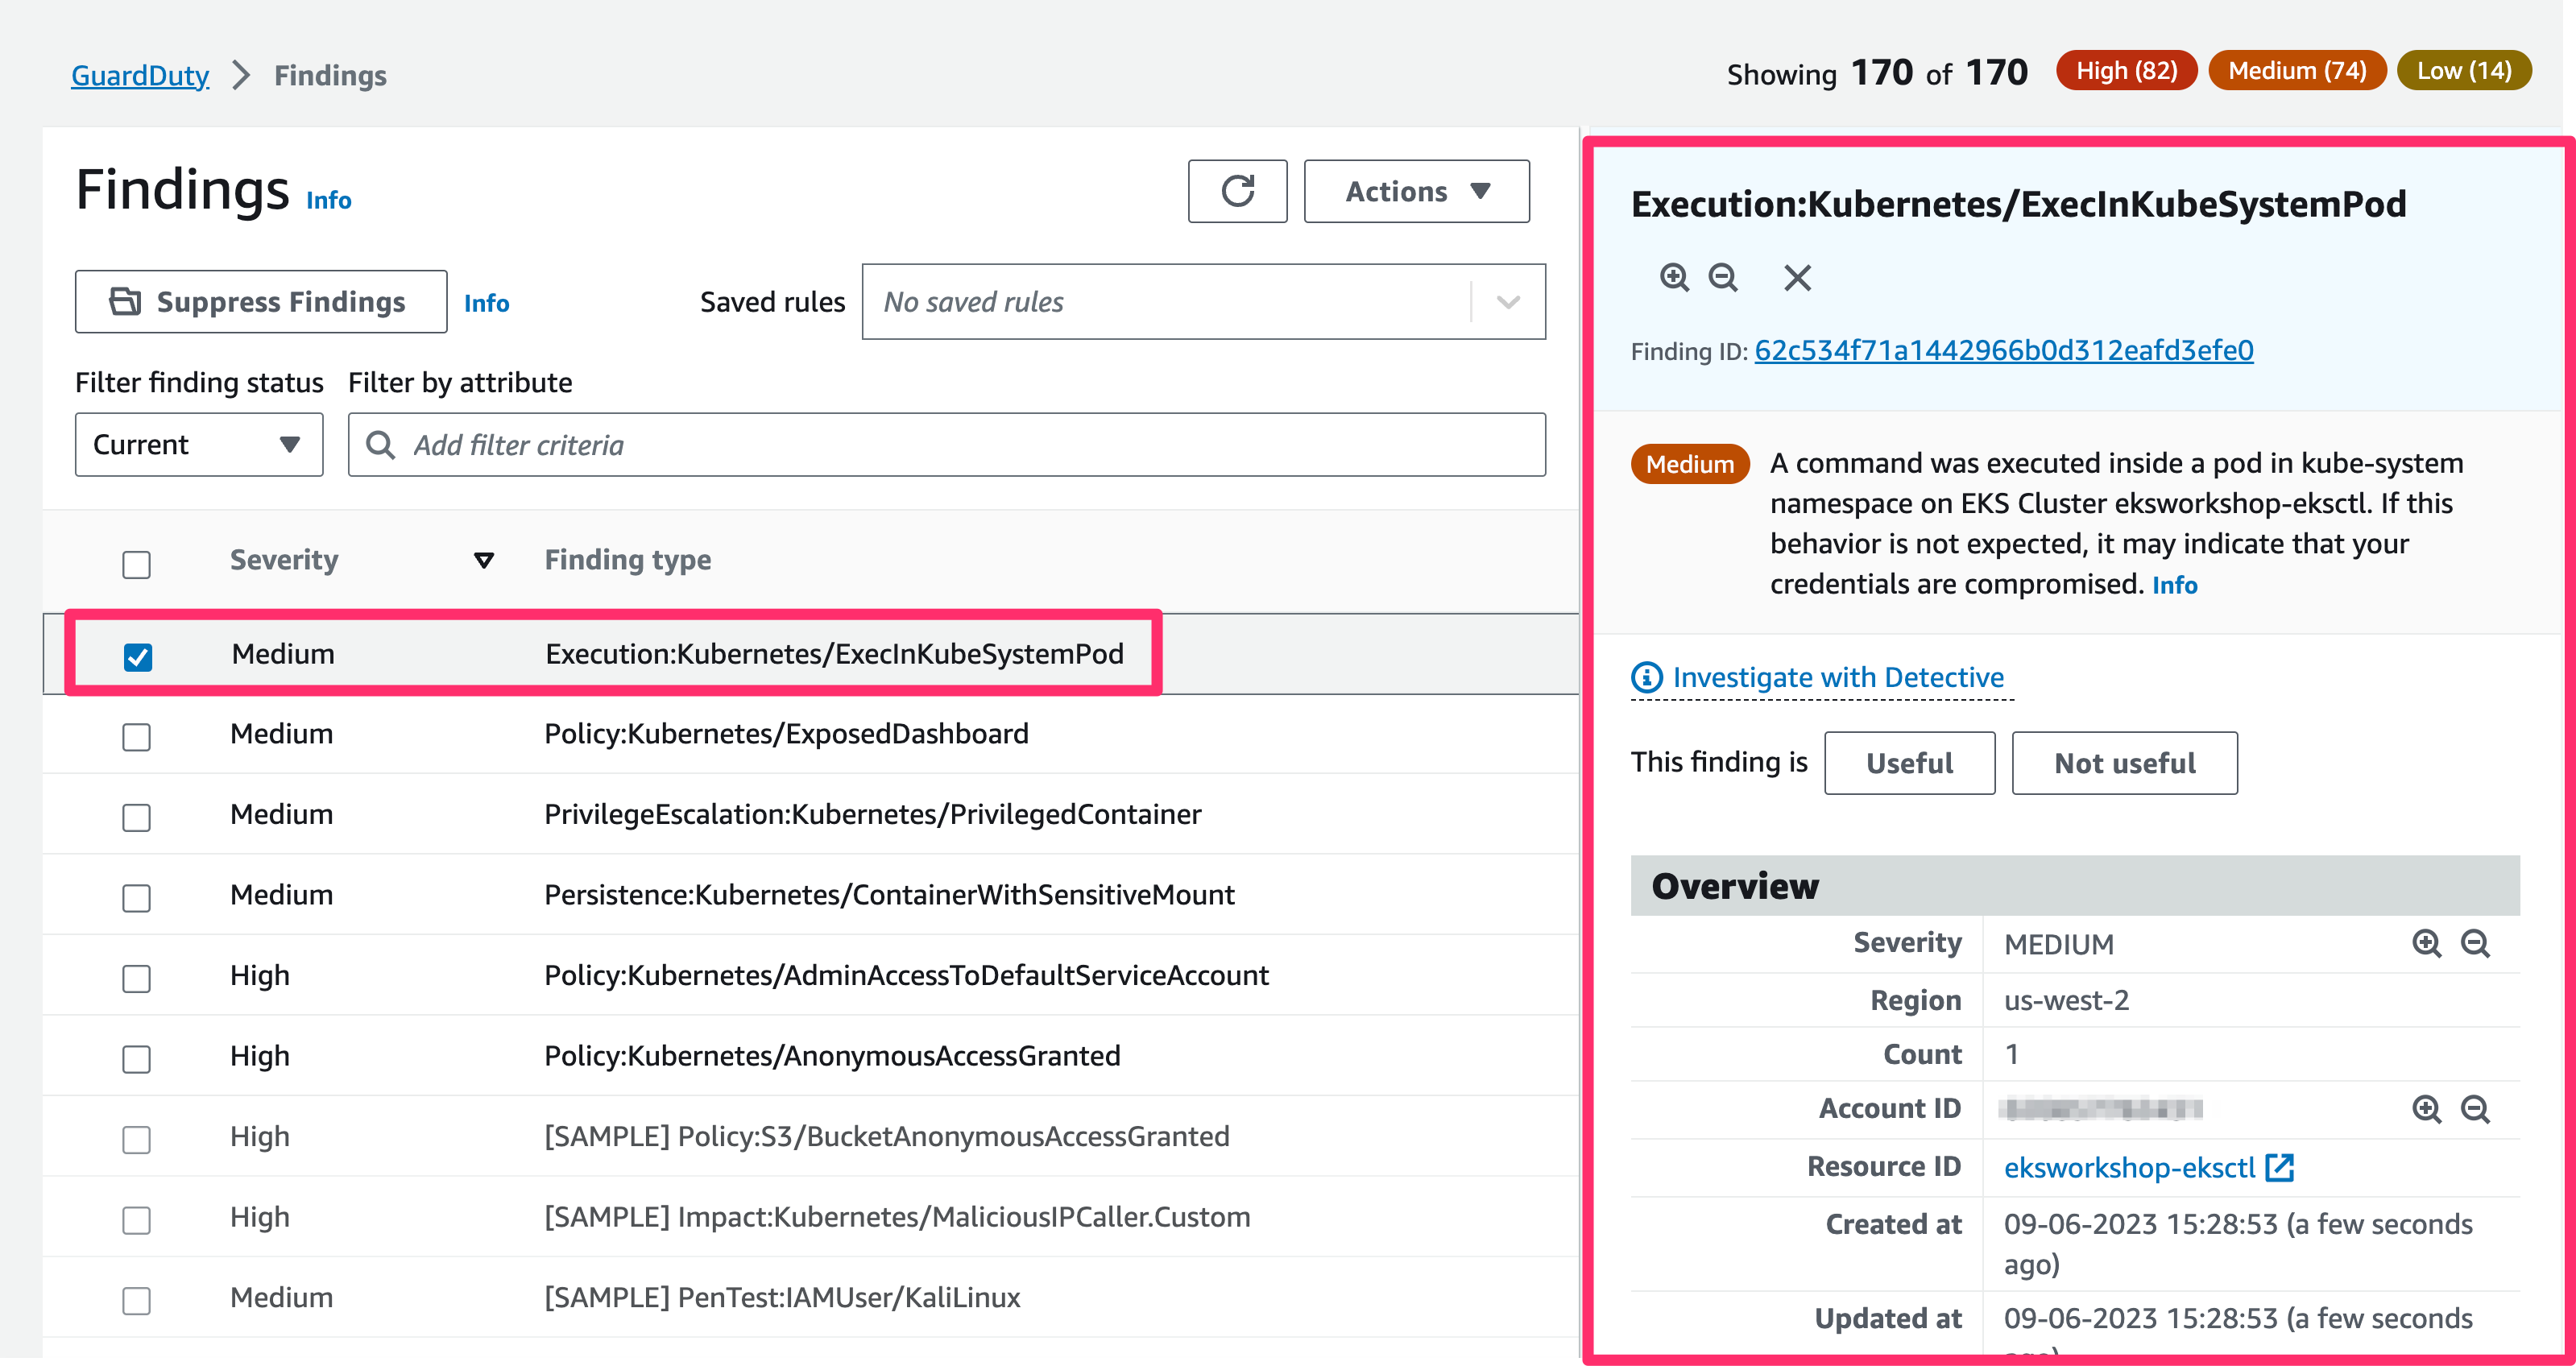 GuardDuty > Findings
Showing 170 of 170 High (82) Medium (74) Low (14)
Findings Info
Actions
Suppress Findings Info
Saved rules No saved rules
Filter finding status Filter by attribute
Current Add filter criteria
Severity Finding type
Medium Execution:Kubernetes/ExecInKubeSystemPod
Medium Policy:Kubernetes/ExposedDashboard
Medium PrivilegeEscalation:Kubernetes/PrivilegedContainer
Medium Persistence:Kubernetes/ContainerWithSensitiveMount
High Policy:Kubernetes/AdminAccessToDefaultServiceAccount
High Policy:Kubernetes/AnonymousAccessGranted
High [SAMPLE] Policy:S3/BucketAnonymousAccessGranted
High [SAMPLE] Impact:Kubernetes/MaliciousIPCaller.Custom
Medium [SAMPLE] PenTest:IAMUser/KaliLinux
Execution:Kubernetes/ExecInKubeSystemPod
Finding ID: 62c534f71a1442966b0d312eafd3efe0
Medium A command was executed inside a pod in kube-system
namespace on EKS Cluster eksworkshop-eksctl. If this
behavior is not expected, it may indicate that your
credentials are compromised. Info
Investigate with Detective
This finding is Useful Not useful
Overview
Severity MEDIUM
Region us-west-2
Count 1
Account ID
Resource ID eksworkshop-eksctl
Created at 09-06-2023 15:28:53 (a few seconds
ago)
Updated at 09-06-2023 15:28:53 (a few seconds